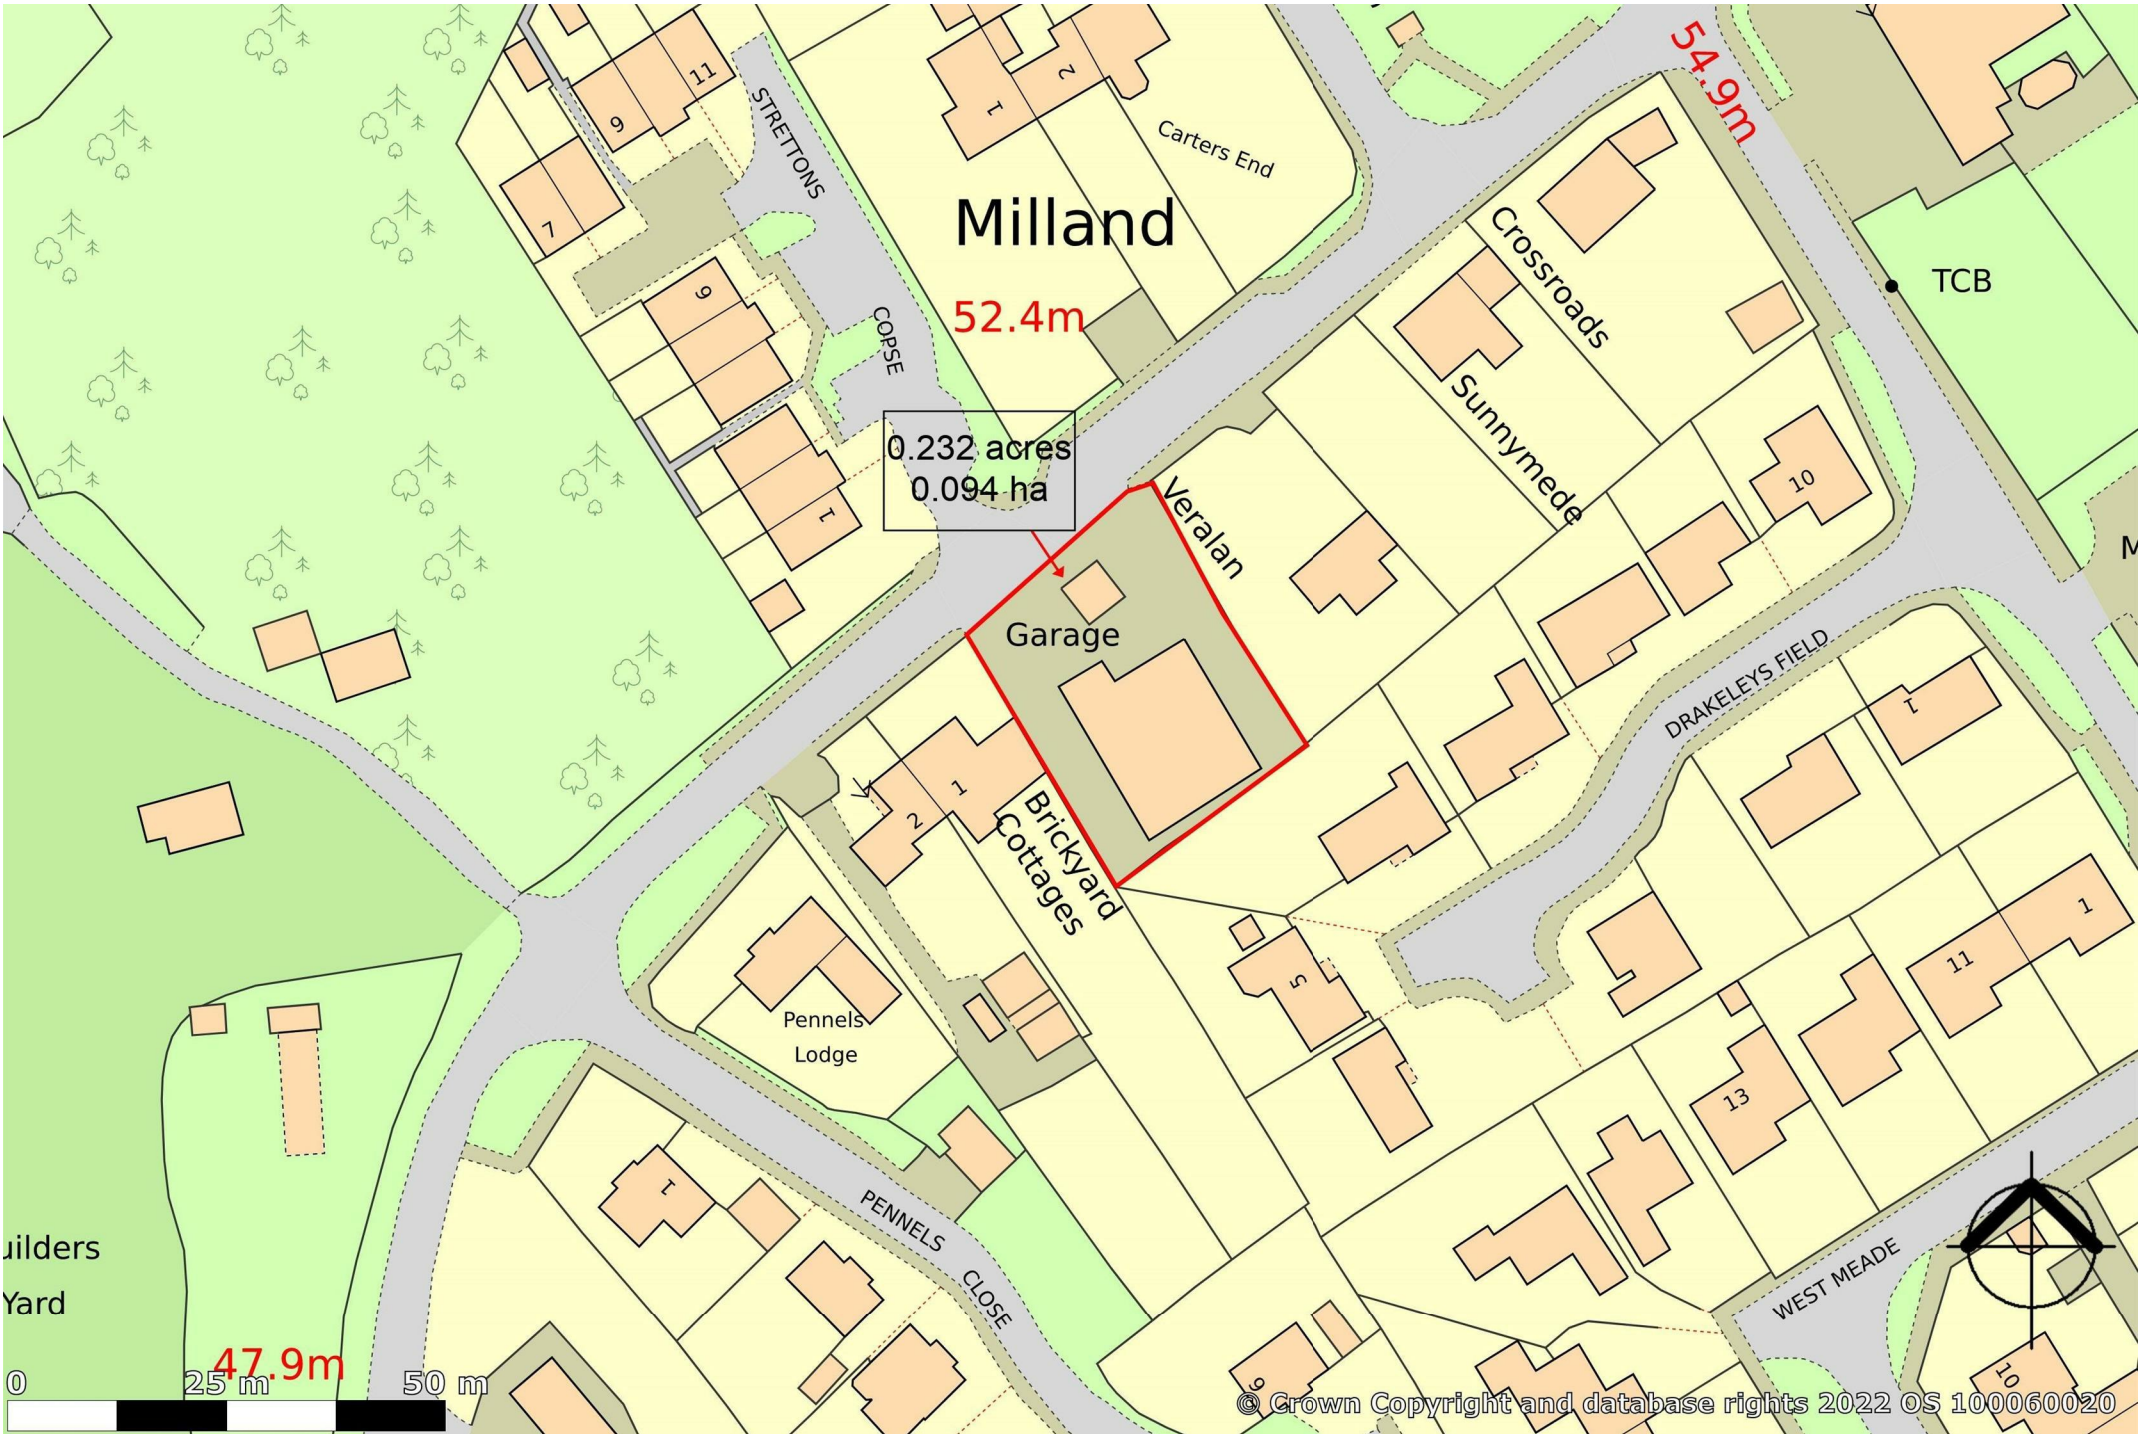 11
9
7
STRETTONS
COPSE
9
1
1
2
Carters End
Milland
52.4m
54.9m
TCB
Crossroads
Sunnymede
Veralan
0.232 acres
0.094 ha
Garage
10
DRAKELEYS FIELD
1
1
2
Brickyard
Cottages
Pennels
Lodge
5
1
11
13
1
PENNELS
CLOSE
WEST MEADE
uilders
Yard
47.9m
0
25 m
50 m
9
10
M
© Crown Copyright and database rights 2022 OS 100060020